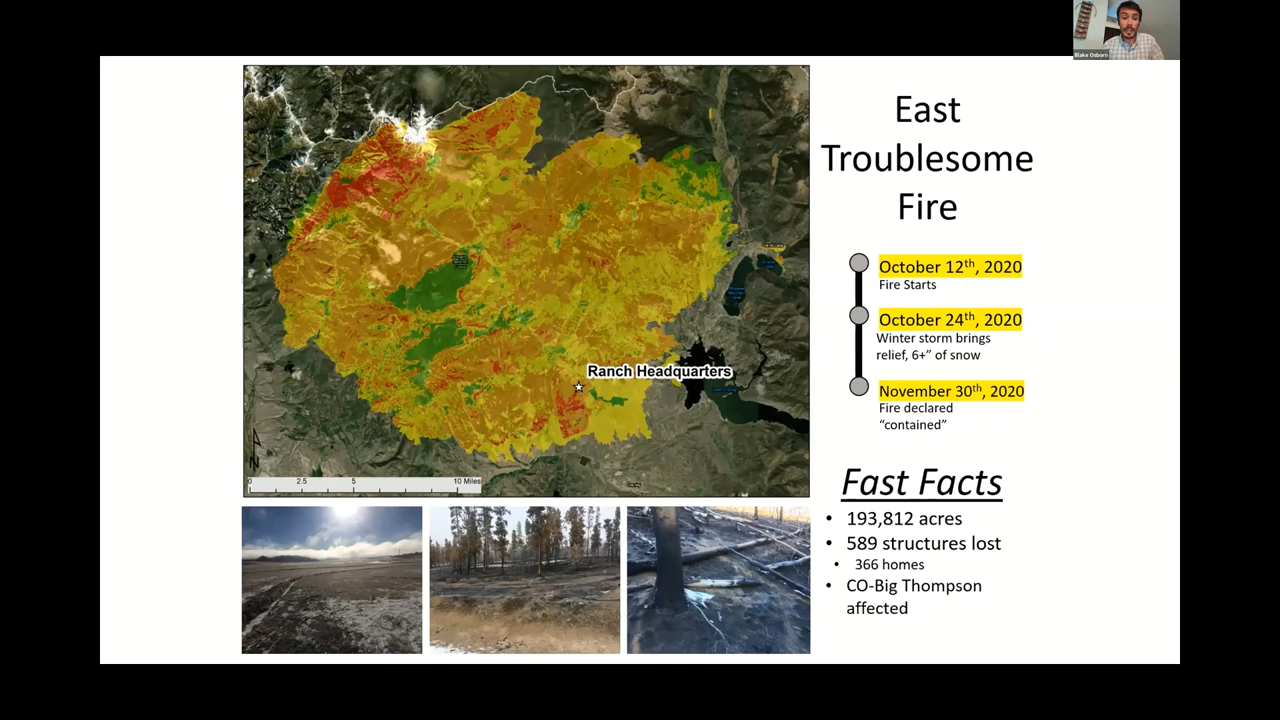 Blake Osborn
East
Troublesome
Fire
October 12th, 2020
Fire Starts
October 24th, 2020
Winter storm brings
relief, 6+” of snow
November 30th, 2020
Fire declared
“contained”
Ranch Headquarters
N
0 2.5 5 10 Miles
Fast Facts
• 193,812 acres
• 589 structures lost
• 366 homes
• CO-Big Thompson
affected